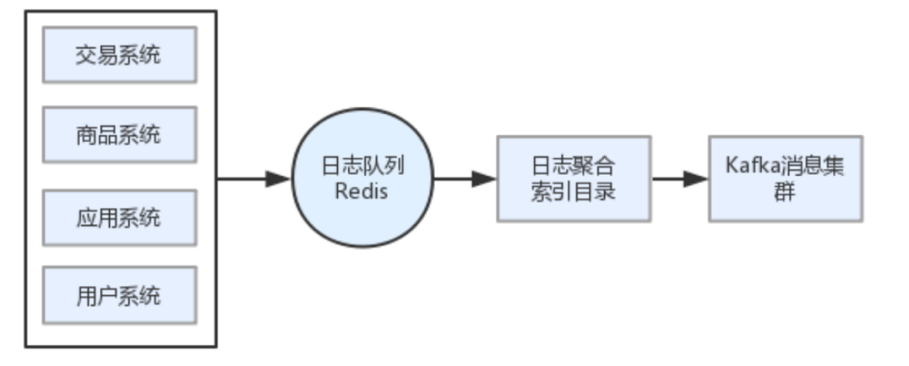 交易系统
商品系统
应用系统
用户系统
日志队列
Redis
日志聚合
索引目录
Kafka消息集
群